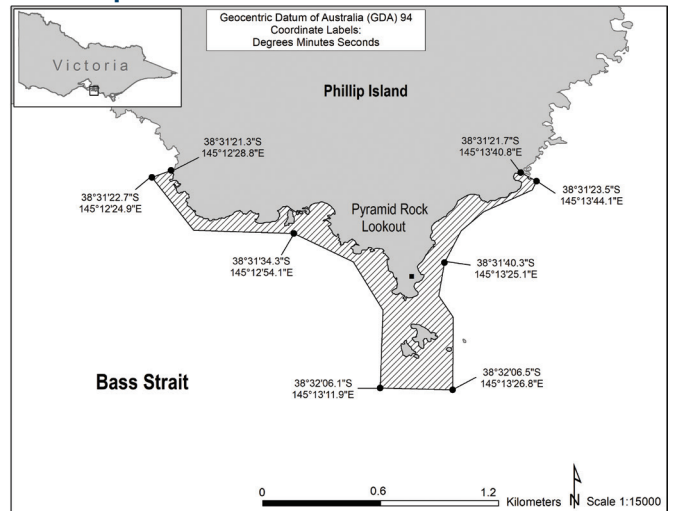 Geocentric Datum of Australia (GDA) 94
Coordinate Labels:
Degrees Minutes Seconds
Victoria
Phillip Island
38°31'21.3"S
145°12'28.8"E
38°31'21.7"S
145°13'40.8"E
38°31'22.7"S
145°12'24.9"E
38°31'23.5"S
145°13'44.1"E
Pyramid Rock
Lookout
38°31'34.3"S
145°12'54.1"E
38°31'40.3"S
145°13'25.1"E
Bass Strait
38°32'06.1"S
145°13'11.9"E
38°32'06.5"S
145°13'26.8"E
0 0.6 1.2
Kilometers N Scale 1:15000